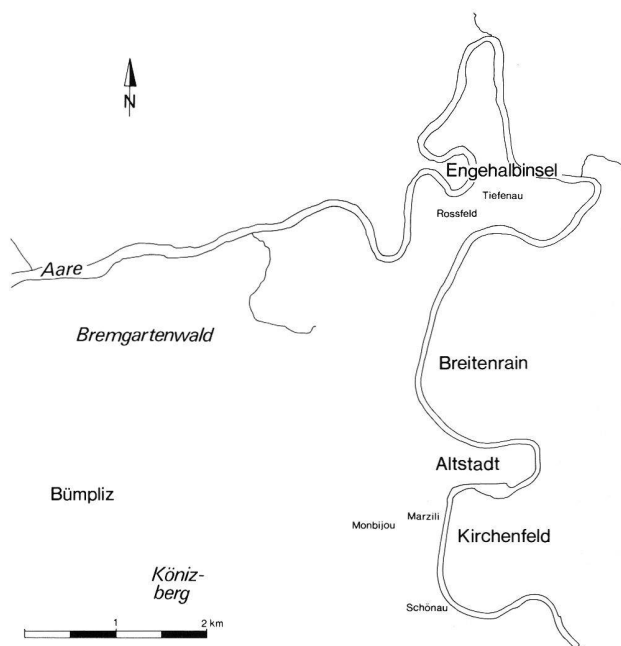 N
Engehalbinsel
Tiefenau
Rossfeld
Aare
Bremgartenwald
Breitenrain
Altstadt
Bümpliz
Marzili
Monbijou
Kirchenfeld
Köniz-
berg
Schönau
1
2 km